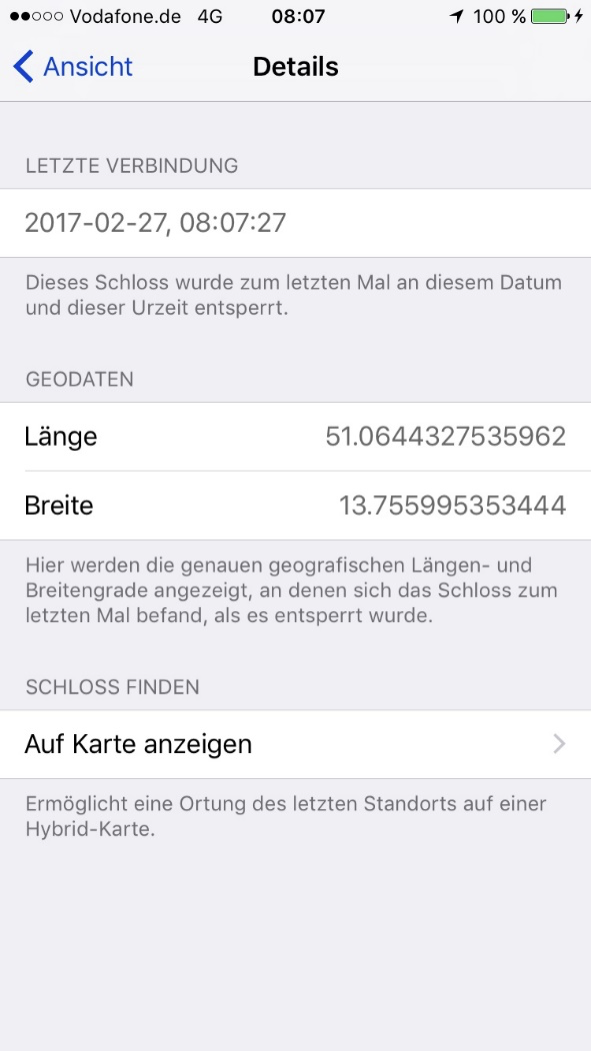 Vodafone.de 4G 08:07 100 %
Ansicht Details
LETZTE VERBINDUNG
2017-02-27, 08:07:27
Dieses Schloss wurde zum letzten Mal an diesem Datum
und dieser Urzeit entsperrt.
GEODATEN
Länge 51.0644327535962
Breite 13.755995353444
Hier werden die genauen geografischen Längen- und
Breitengrade angezeigt, an denen sich das Schloss zum
letzten Mal befand, als es entsperrt wurde.
SCHLOSS FINDEN
Auf Karte anzeigen
Ermöglicht eine Ortung des letzten Standorts auf einer
Hybrid-Karte.